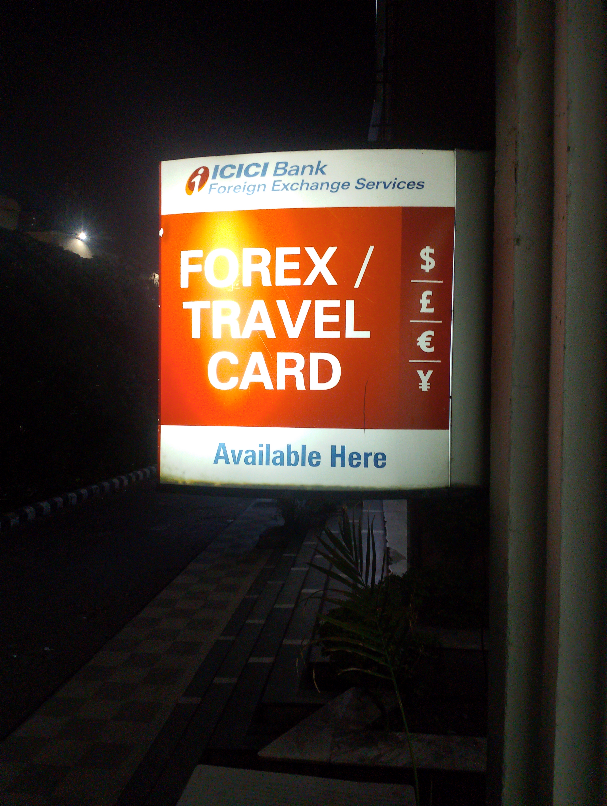 ICICI Bank
Foreign Exchange Services
FOREX /
TRAVEL
CARD
$
£
€
¥
Available Here